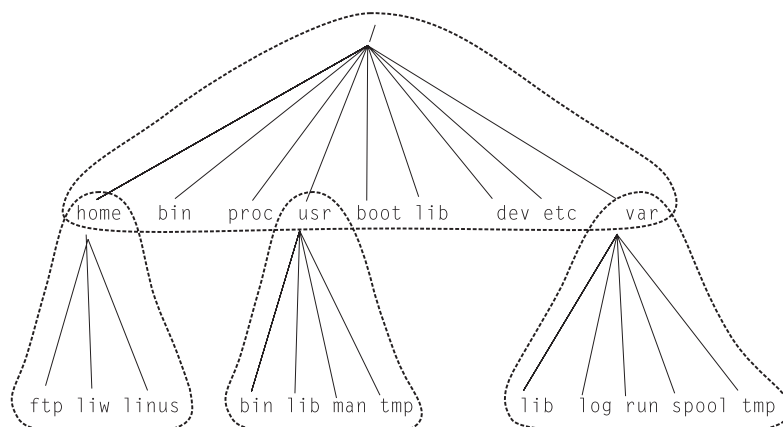 /
home bin proc usr boot lib dev etc var
ftp liw linus bin lib man tmp lib log run spool tmp